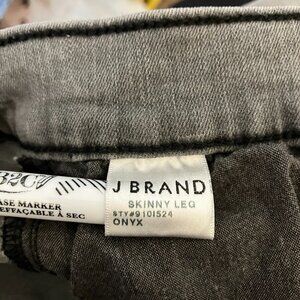 J BRAND
SKINNY LEG
STY#9101524
ONYX
ASE MARKER
EFFAÇABLE À SEC